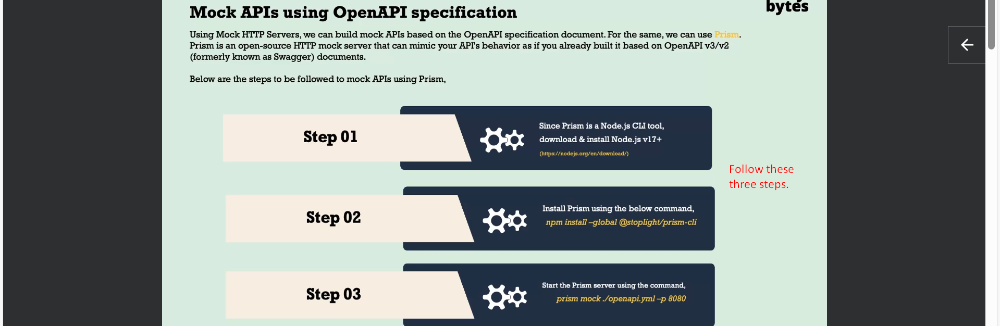 Mock APIs using OpenAPI specification
bytes
Using Mock HTTP Servers, we can build mock APIs based on the OpenAPI specification document. For the same, we can use Prism.
Prism is an open-source HTTP mock server that can mimic your API's behavior as if you already built it based on OpenAPI v3/v2
(formerly known as Swagger) documents.
Below are the steps to be followed to mock APIs using Prism,
Step 01
Since Prism is a Node.js CLI tool,
download & install Node.js v17+
(https://nodejs.org/en/download/)
Follow these
three steps.
Step 02
Install Prism using the below command,
npm install –global @stoplight/prism-cli
Step 03
Start the Prism server using the command,
prism mock ./openapi.yml –p 8080